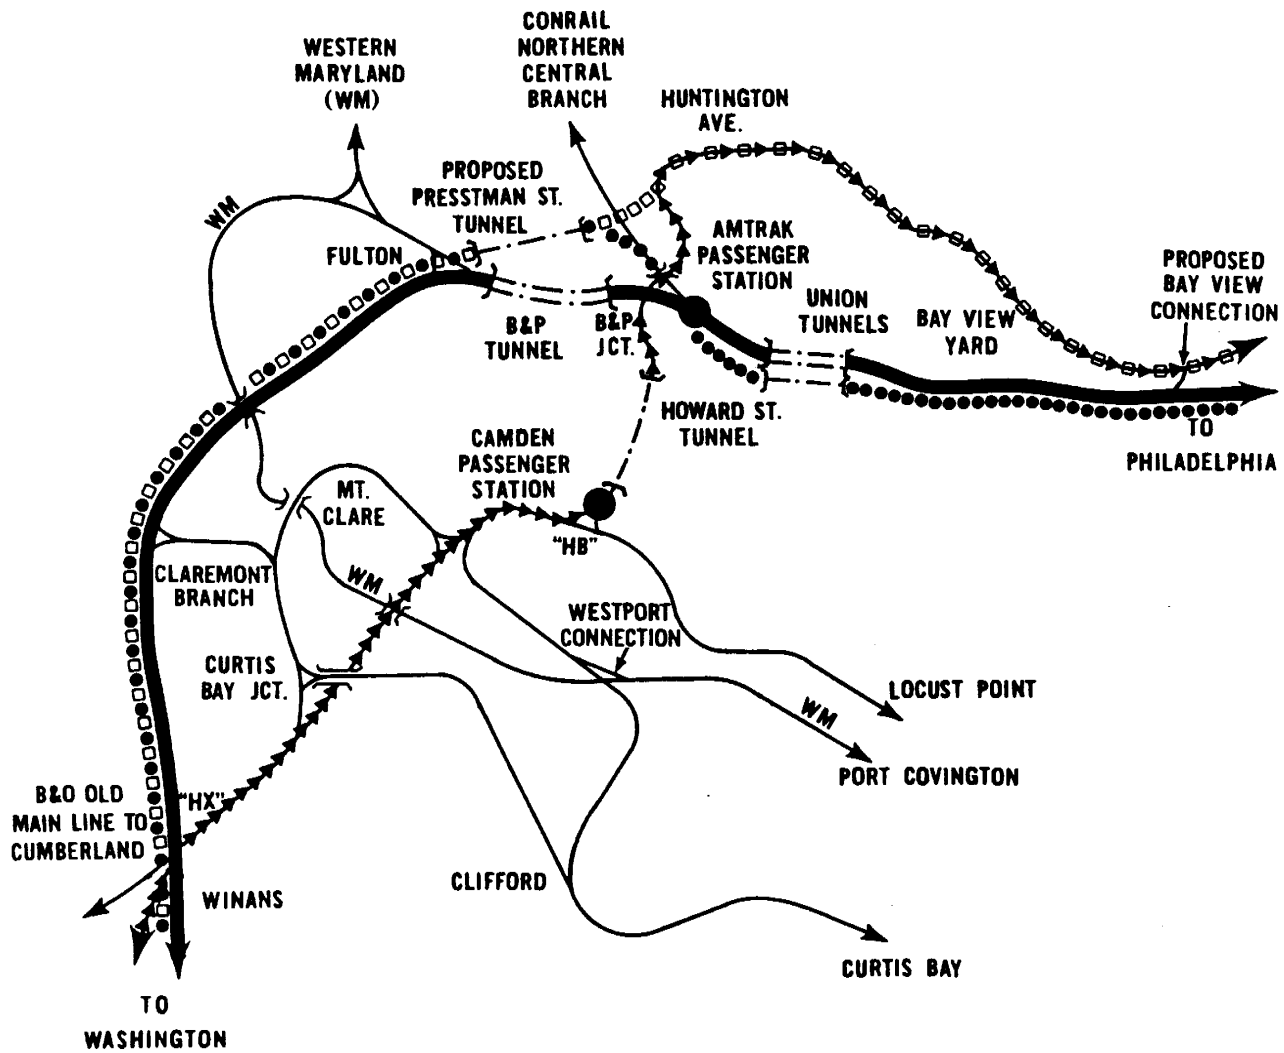 CONRAIL
NORTHERN
CENTRAL
BRANCH
WESTERN
MARYLAND
(WM)
HUNTINGTON
AVE.
PROPOSED
PRESSTMAN ST.
TUNNEL
WM
FULTON
AMTRAK
PASSENGER
STATION
PROPOSED
BAY VIEW
CONNECTION
UNION
TUNNELS
BAY VIEW
YARD
B&P
TUNNEL
B&P
JCT.
HOWARD ST.
TUNNEL
TO
PHILADELPHIA
CAMDEN
PASSENGER
STATION
MT.
CLARE
"HB"
CLAREMONT
BRANCH
WM
WESTPORT
CONNECTION
CURTIS
BAY JCT.
LOCUST POINT
WM
PORT COVINGTON
"HX"
B&O OLD
MAIN LINE TO
CUMBERLAND
WINANS
CLIFFORD
CURTIS BAY
TO
WASHINGTON